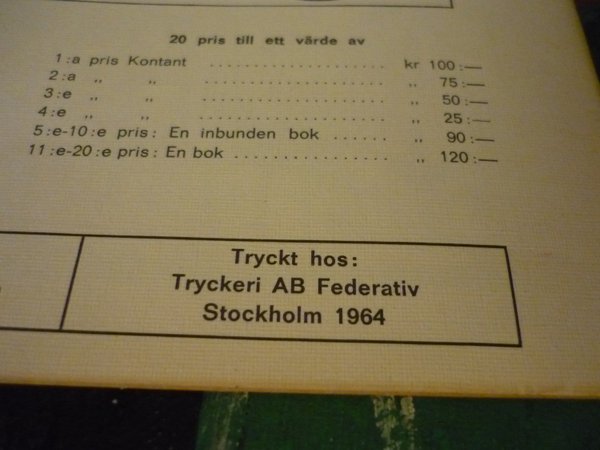 20 pris till ett värde av
1:a pris Kontant .................... kr 100:—
2:a „ „ .................... „ 75:—
3:e „ „ .................... „ 50:—
4:e „ „ .................... „ 25:—
5:e-10:e pris: En inbunden bok ...... „ 90:—
11:e-20:e pris: En bok ................ „ 120:—
Tryckt hos:
Tryckeri AB Federativ
Stockholm 1964